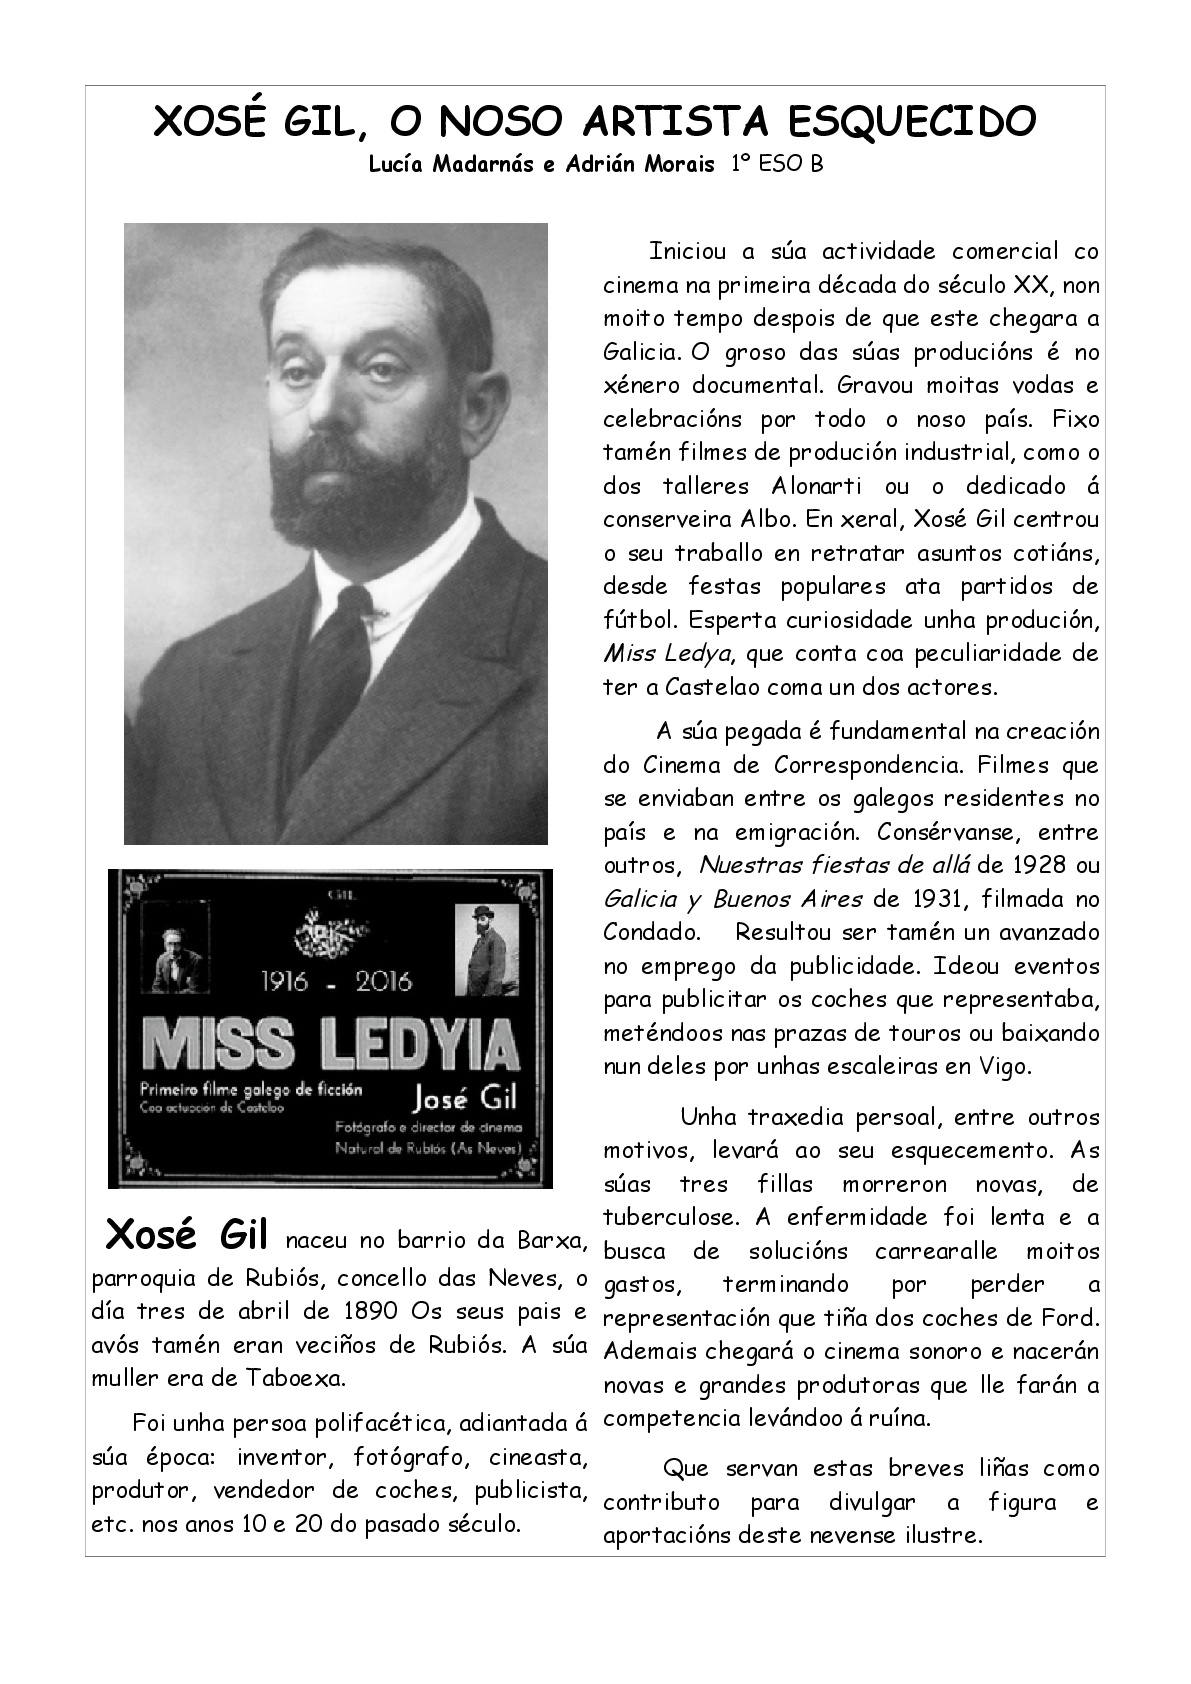 XOSÉ GIL, O NOSO ARTISTA ESQUECIDO
Lucía Madarnás e Adrián Morais 1º ESO B
GIL
1916 - 2016
MISS LEDYIA
Primeiro filme galego de ficción
Coa actuación de Castelao
José Gil
Fotógrafo e director de cinema
Natural de Rubiós (As Neves)
Xosé Gil naceu no barrio da Barxa,
parroquia de Rubiós, concello das Neves, o
día tres de abril de 1890 Os seus pais e
avós tamén eran veciños de Rubiós. A súa
muller era de Taboexa.
Foi unha persoa polifacética, adiantada á
súa época: inventor, fotógrafo, cineasta,
produtor, vendedor de coches, publicista,
etc. nos anos 10 e 20 do pasado século.
Iniciou a súa actividade comercial co
cinema na primeira década do século XX, non
moito tempo despois de que este chegara a
Galicia. O groso das súas producións é no
xénero documental. Gravou moitas vodas e
celebracións por todo o noso país. Fixo
tamén filmes de produción industrial, como o
dos talleres Alonarti ou o dedicado á
conserveira Albo. En xeral, Xosé Gil centrou
o seu traballo en retratar asuntos cotiáns,
desde festas populares ata partidos de
fútbol. Esperta curiosidade unha produción,
Miss Ledya, que conta coa peculiaridade de
ter a Castelao coma un dos actores.
A súa pegada é fundamental na creación
do Cinema de Correspondencia. Filmes que
se enviaban entre os galegos residentes no
país e na emigración. Consérvanse, entre
outros, Nuestras fiestas de allá de 1928 ou
Galicia y Buenos Aires de 1931, filmada no
Condado. Resultou ser tamén un avanzado
no emprego da publicidade. Ideou eventos
para publicitar os coches que representaba,
meténdoos nas prazas de touros ou baixando
nun deles por unhas escaleiras en Vigo.
Unha traxedia persoal, entre outros
motivos, levará ao seu esquecemento. As
súas tres fillas morreron novas, de
tuberculose. A enfermidade foi lenta e a
busca de solucións carrearalle moitos
gastos, terminando por perder a
representación que tiña dos coches de Ford.
Ademais chegará o cinema sonoro e nacerán
novas e grandes produtoras que lle farán a
competencia levándoo á ruína.
Que servan estas breves liñas como
contributo para divulgar a figura e
aportacións deste nevense ilustre.